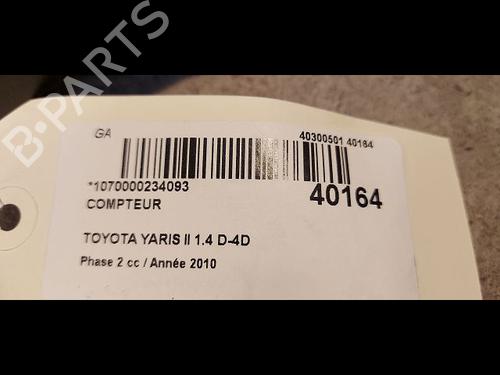 B-PARTS
GA
40300501 40164
*1070000234093
40164
COMPTEUR
TOYOTA YARIS II 1.4 D-4D
Phase 2 cc / Année 2010